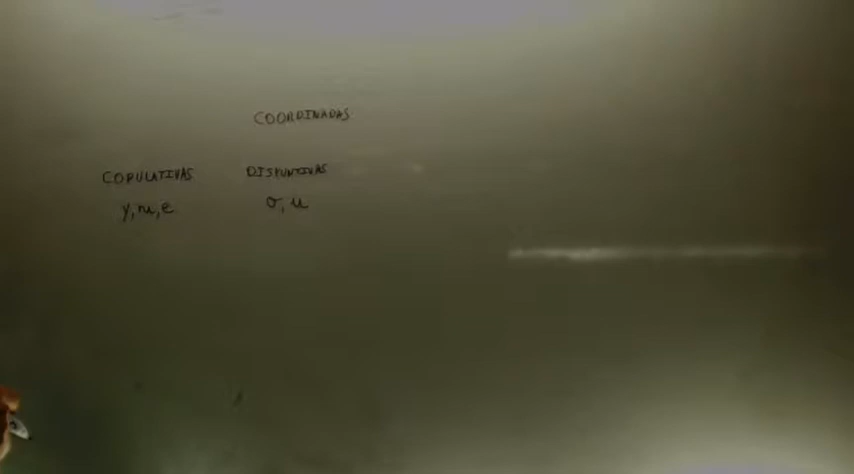 COORDINADAS
COPULATIVAS DISYUNTIVAS
y, ni, e o, u